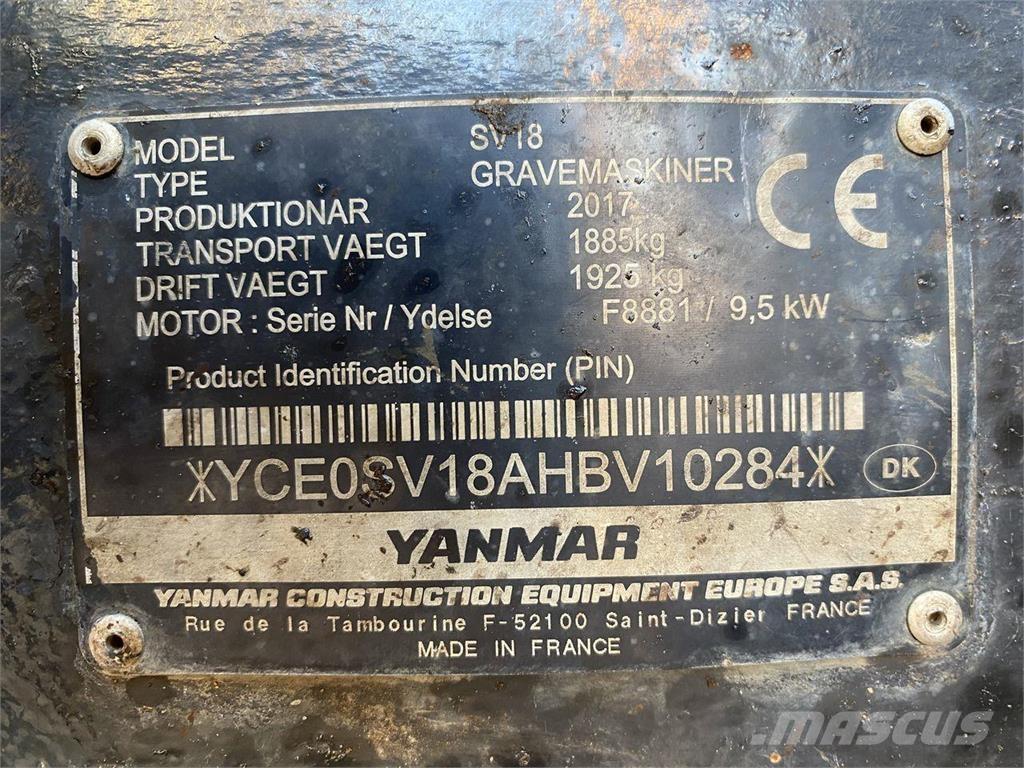 MODEL SV18
TYPE GRAVEMASKINER
PRODUKTIONAR 2017
TRANSPORT VAEGT 1885kg
DRIFT VAEGT 1925 kg
MOTOR : Serie Nr / Ydelse F8881 / 9,5 kW
CE
Product Identification Number (PIN)
*YCE0SV18AHBV10284*
DK
YANMAR
YANMAR CONSTRUCTION EQUIPMENT EUROPE S.A.S.
Rue de la Tambourine F-52100 Saint-Dizier FRANCE
MADE IN FRANCE
MASCUS